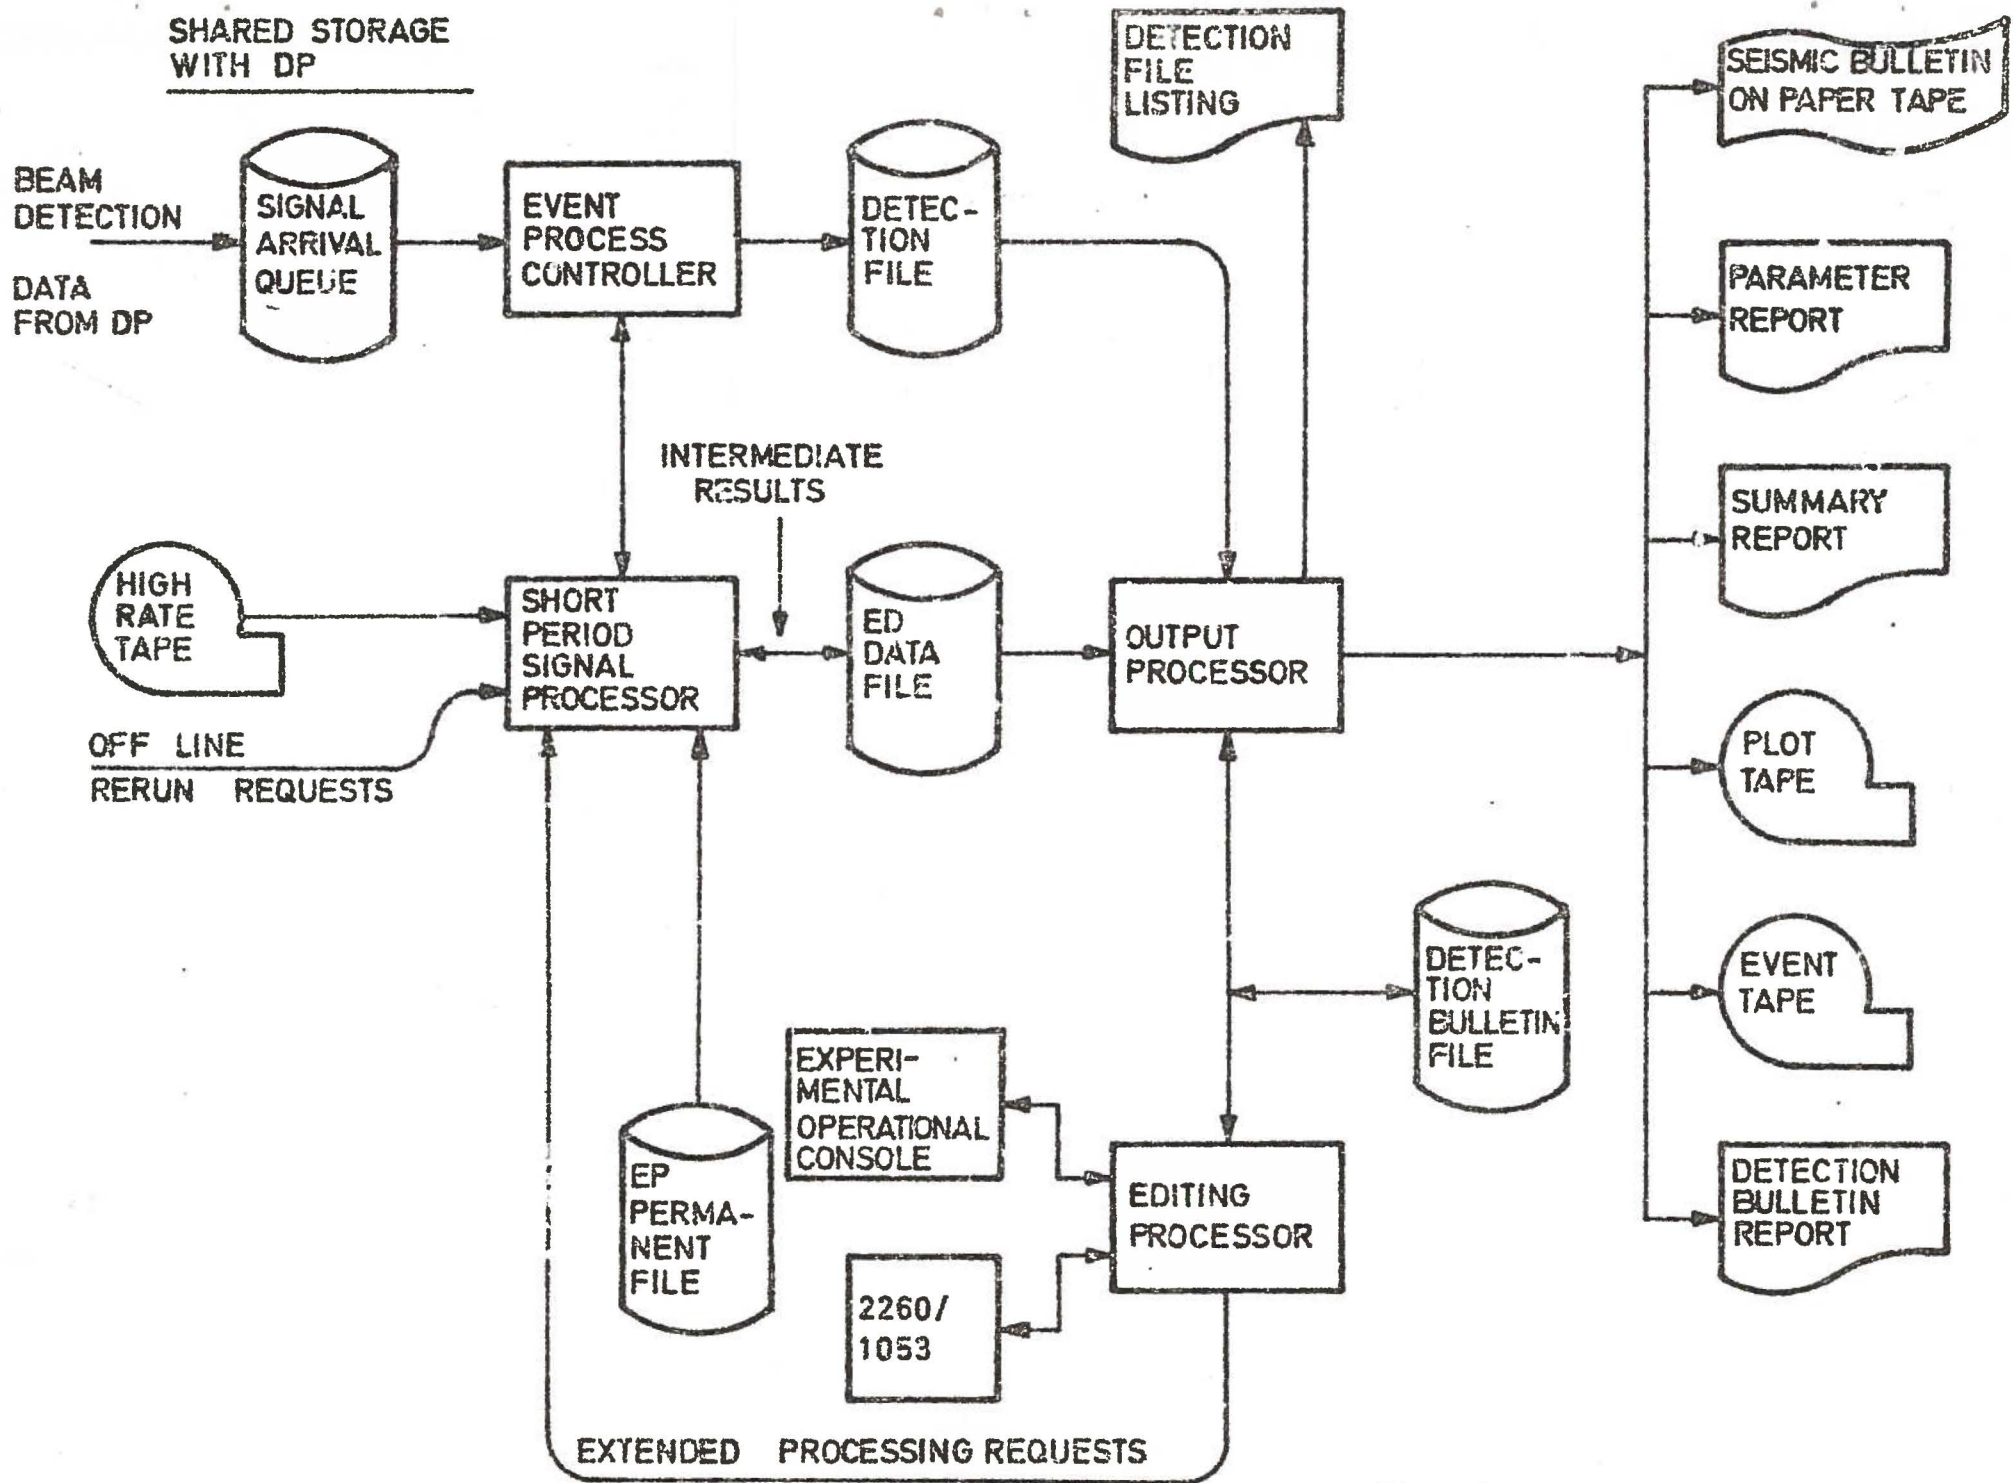 SHARED STORAGE
WITH DP
BEAM
DETECTION
DATA
FROM DP
SIGNAL
ARRIVAL
QUEUE
EVENT
PROCESS
CONTROLLER
DETEC-
TION
FILE
DETECTION
FILE
LISTING
SEISMIC BULLETIN
ON PAPER TAPE
PARAMETER
REPORT
SUMMARY
REPORT
INTERMEDIATE
RESULTS
HIGH
RATE
TAPE
OFF LINE
RERUN REQUESTS
SHORT
PERIOD
SIGNAL
PROCESSOR
ED
DATA
FILE
OUTPUT
PROCESSOR
PLOT
TAPE
EVENT
TAPE
DETEC-
TION
BULLETIN
FILE
EXPERI-
MENTAL
OPERATIONAL
CONSOLE
EP
PERMA-
NENT
FILE
2260/
1053
EDITING
PROCESSOR
DETECTION
BULLETIN
REPORT
EXTENDED PROCESSING REQUESTS